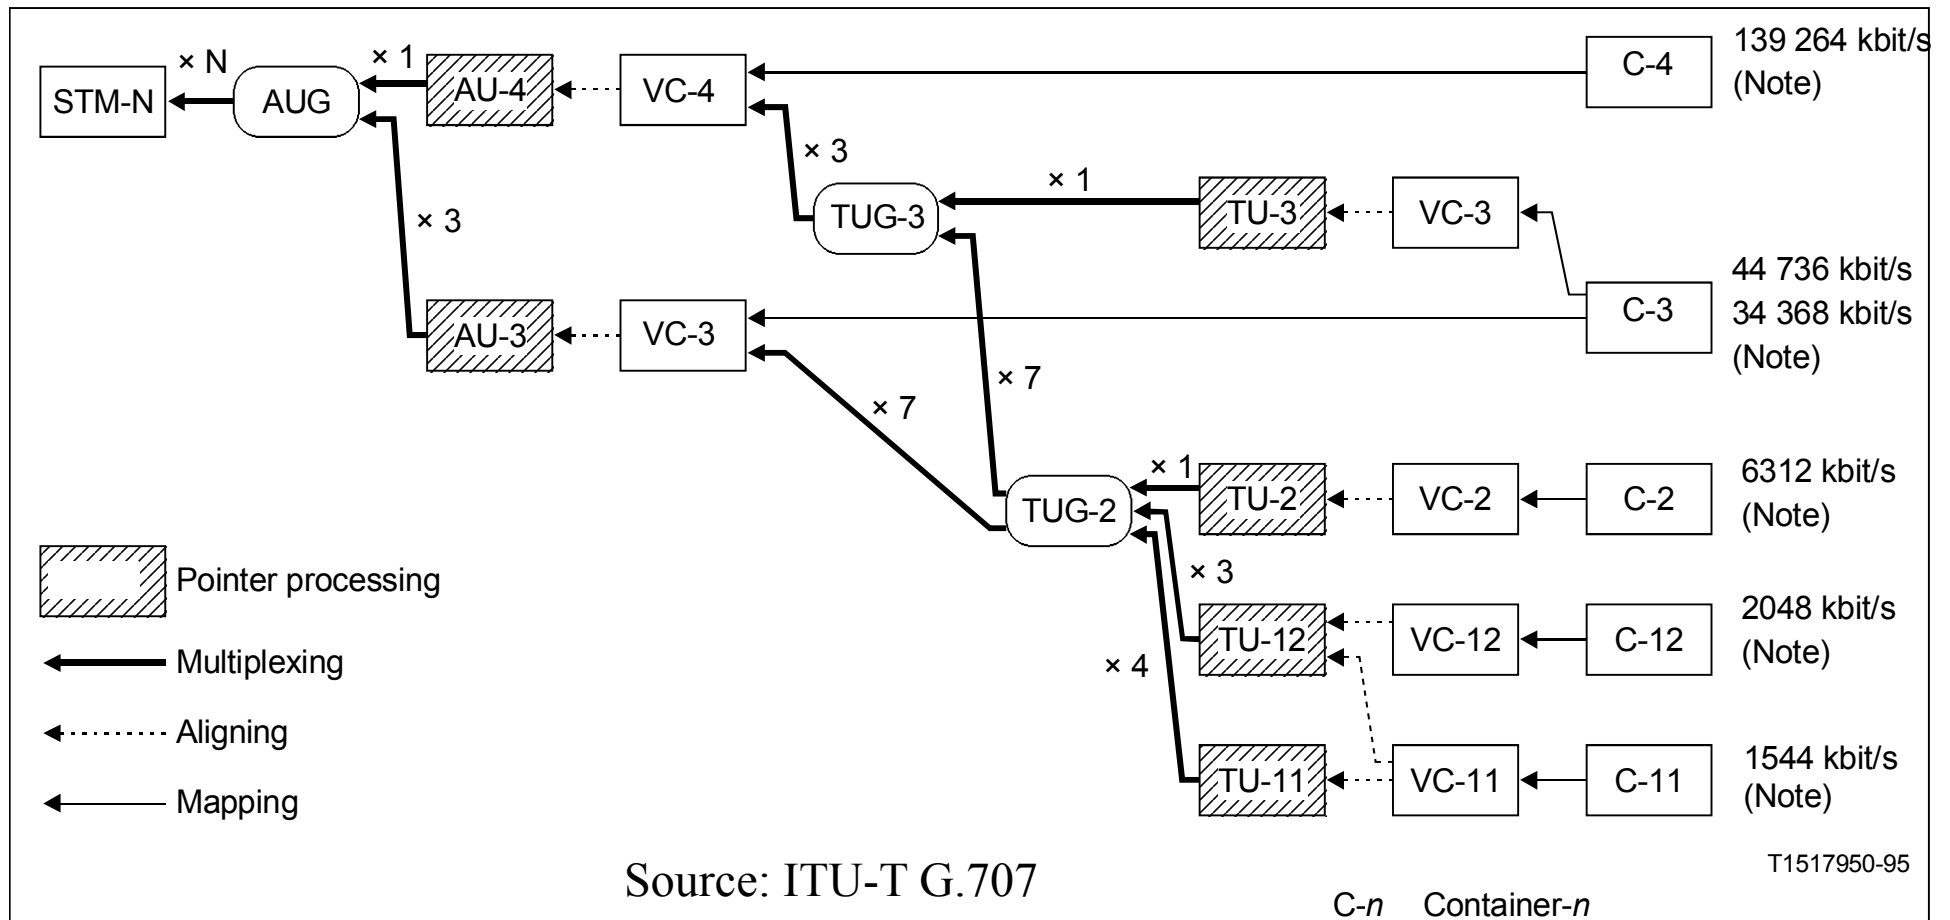 × N
× 1
STM-N
AUG
AU-4
VC-4
C-4
139 264 kbit/s
(Note)
× 3
× 1
TUG-3
TU-3
VC-3
× 3
44 736 kbit/s
34 368 kbit/s
(Note)
AU-3
VC-3
C-3
× 7
× 7
× 1
TUG-2
TU-2
VC-2
C-2
6312 kbit/s
(Note)
× 3
TU-12
VC-12
C-12
2048 kbit/s
(Note)
× 4
TU-11
VC-11
C-11
1544 kbit/s
(Note)
Pointer processing
Multiplexing
Aligning
Mapping
Source: ITU-T G.707
T1517950-95
C-n Container-n